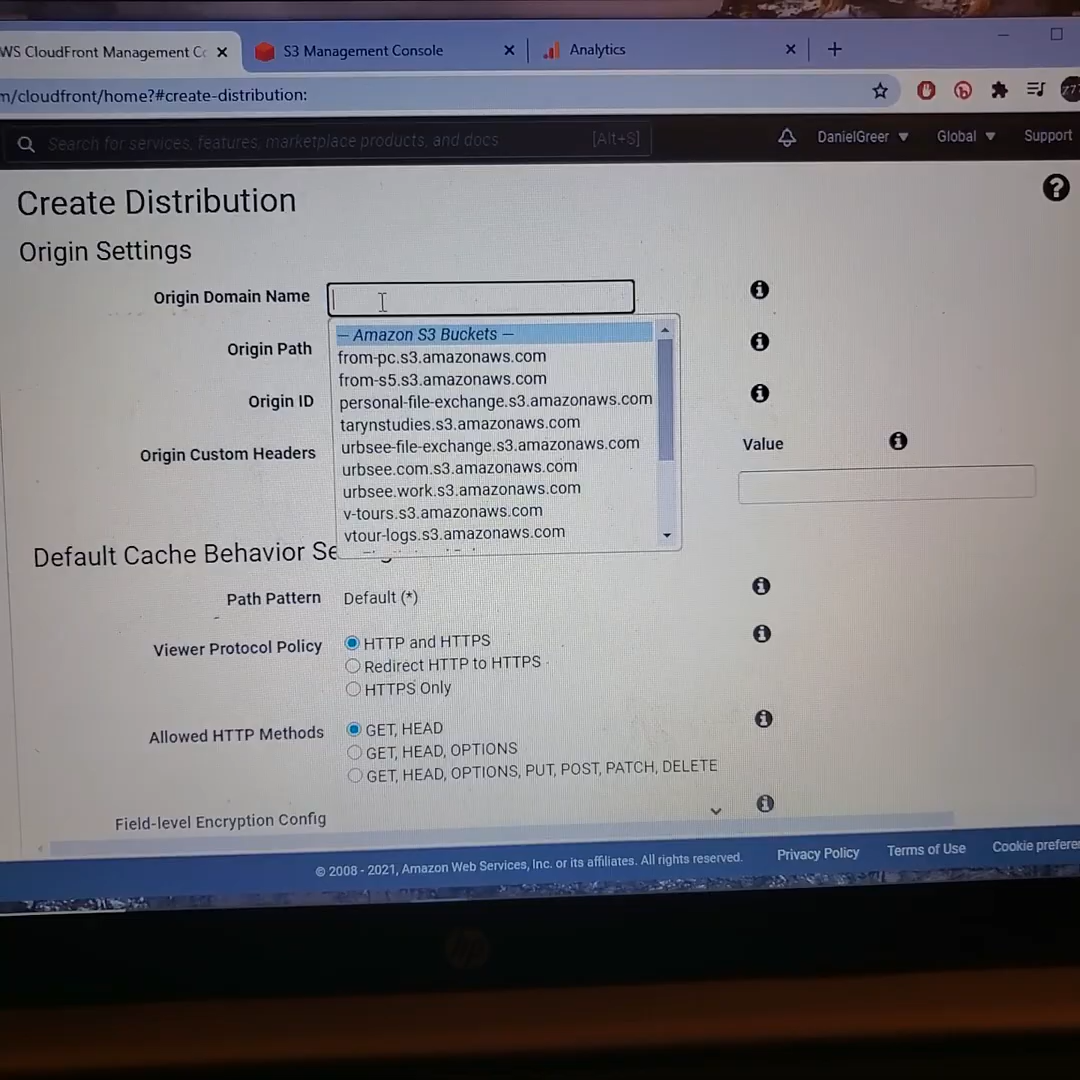 WS CloudFront Management Co
S3 Management Console
Analytics
m/cloudfront/home?#create-distribution:
Search for services, features, marketplace products, and docs [Alt+S]
DanielGreer
Global
Support
Create Distribution
Origin Settings
Origin Domain Name
— Amazon S3 Buckets —
Origin Path
from-pc.s3.amazonaws.com
from-s5.s3.amazonaws.com
Origin ID
personal-file-exchange.s3.amazonaws.com
tarynstudies.s3.amazonaws.com
Origin Custom Headers
urbsee-file-exchange.s3.amazonaws.com
Value
urbsee.com.s3.amazonaws.com
urbsee.work.s3.amazonaws.com
v-tours.s3.amazonaws.com
vtour-logs.s3.amazonaws.com
Default Cache Behavior Se
Path Pattern Default (*)
Viewer Protocol Policy HTTP and HTTPS
Redirect HTTP to HTTPS
HTTPS Only
Allowed HTTP Methods GET, HEAD
GET, HEAD, OPTIONS
GET, HEAD, OPTIONS, PUT, POST, PATCH, DELETE
Field-level Encryption Config
© 2008 - 2021, Amazon Web Services, Inc. or its affiliates. All rights reserved. Privacy Policy Terms of Use Cookie prefere
hp